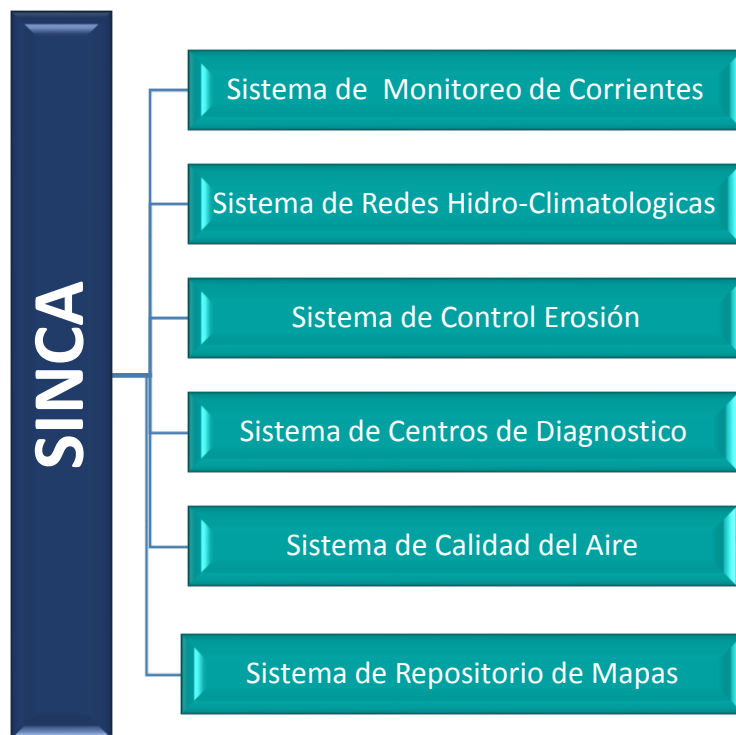 SINCA
Sistema de Monitoreo de Corrientes
Sistema de Redes Hidro-Climatologicas
Sistema de Control Erosión
Sistema de Centros de Diagnostico
Sistema de Calidad del Aire
Sistema de Repositorio de Mapas